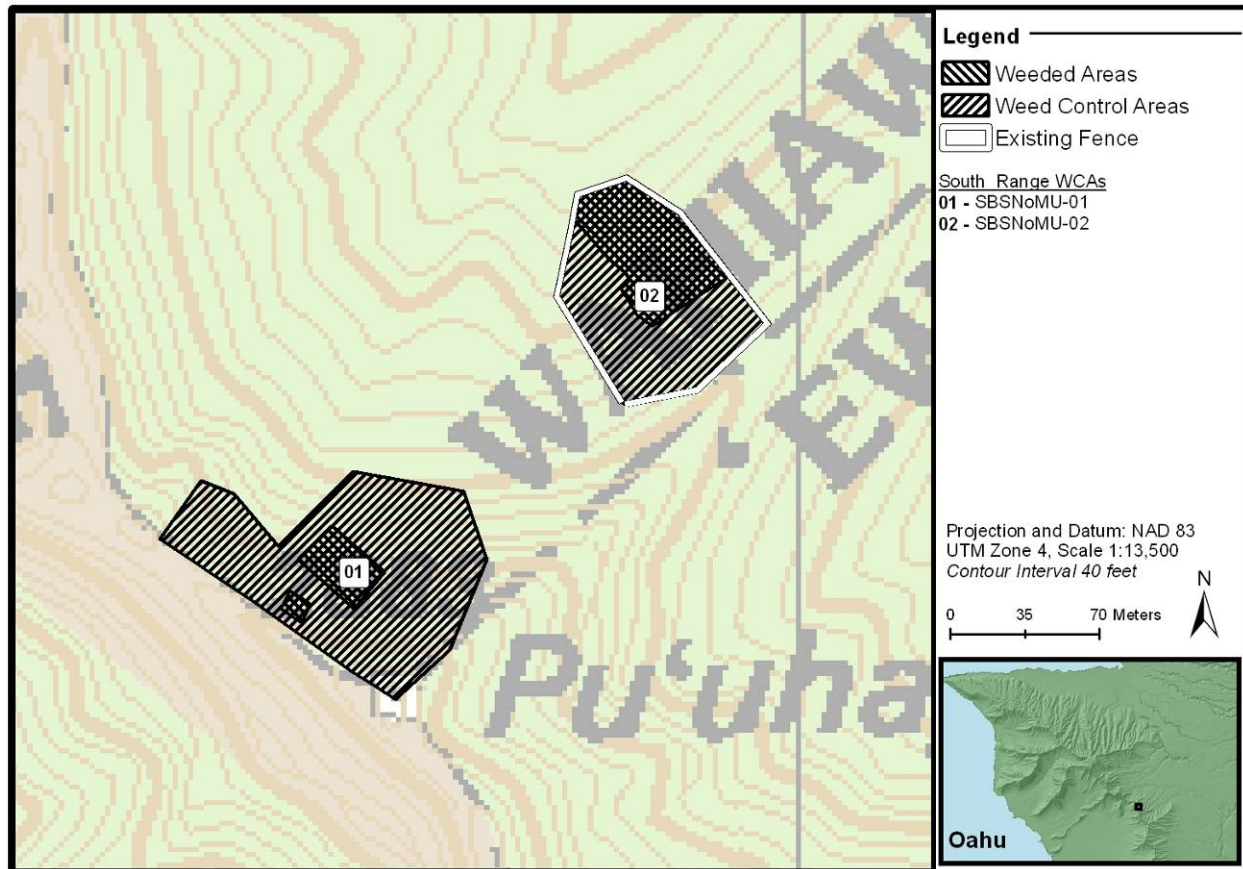 Legend
Weeded Areas
Weed Control Areas
Existing Fence
South Range WCAs
01 - SBSNoMU-01
02 - SBSNoMU-02
02
01
Pu‘uha
Projection and Datum: NAD 83
UTM Zone 4, Scale 1:13,500
Contour Interval 40 feet
N
0 35 70 Meters
Oahu